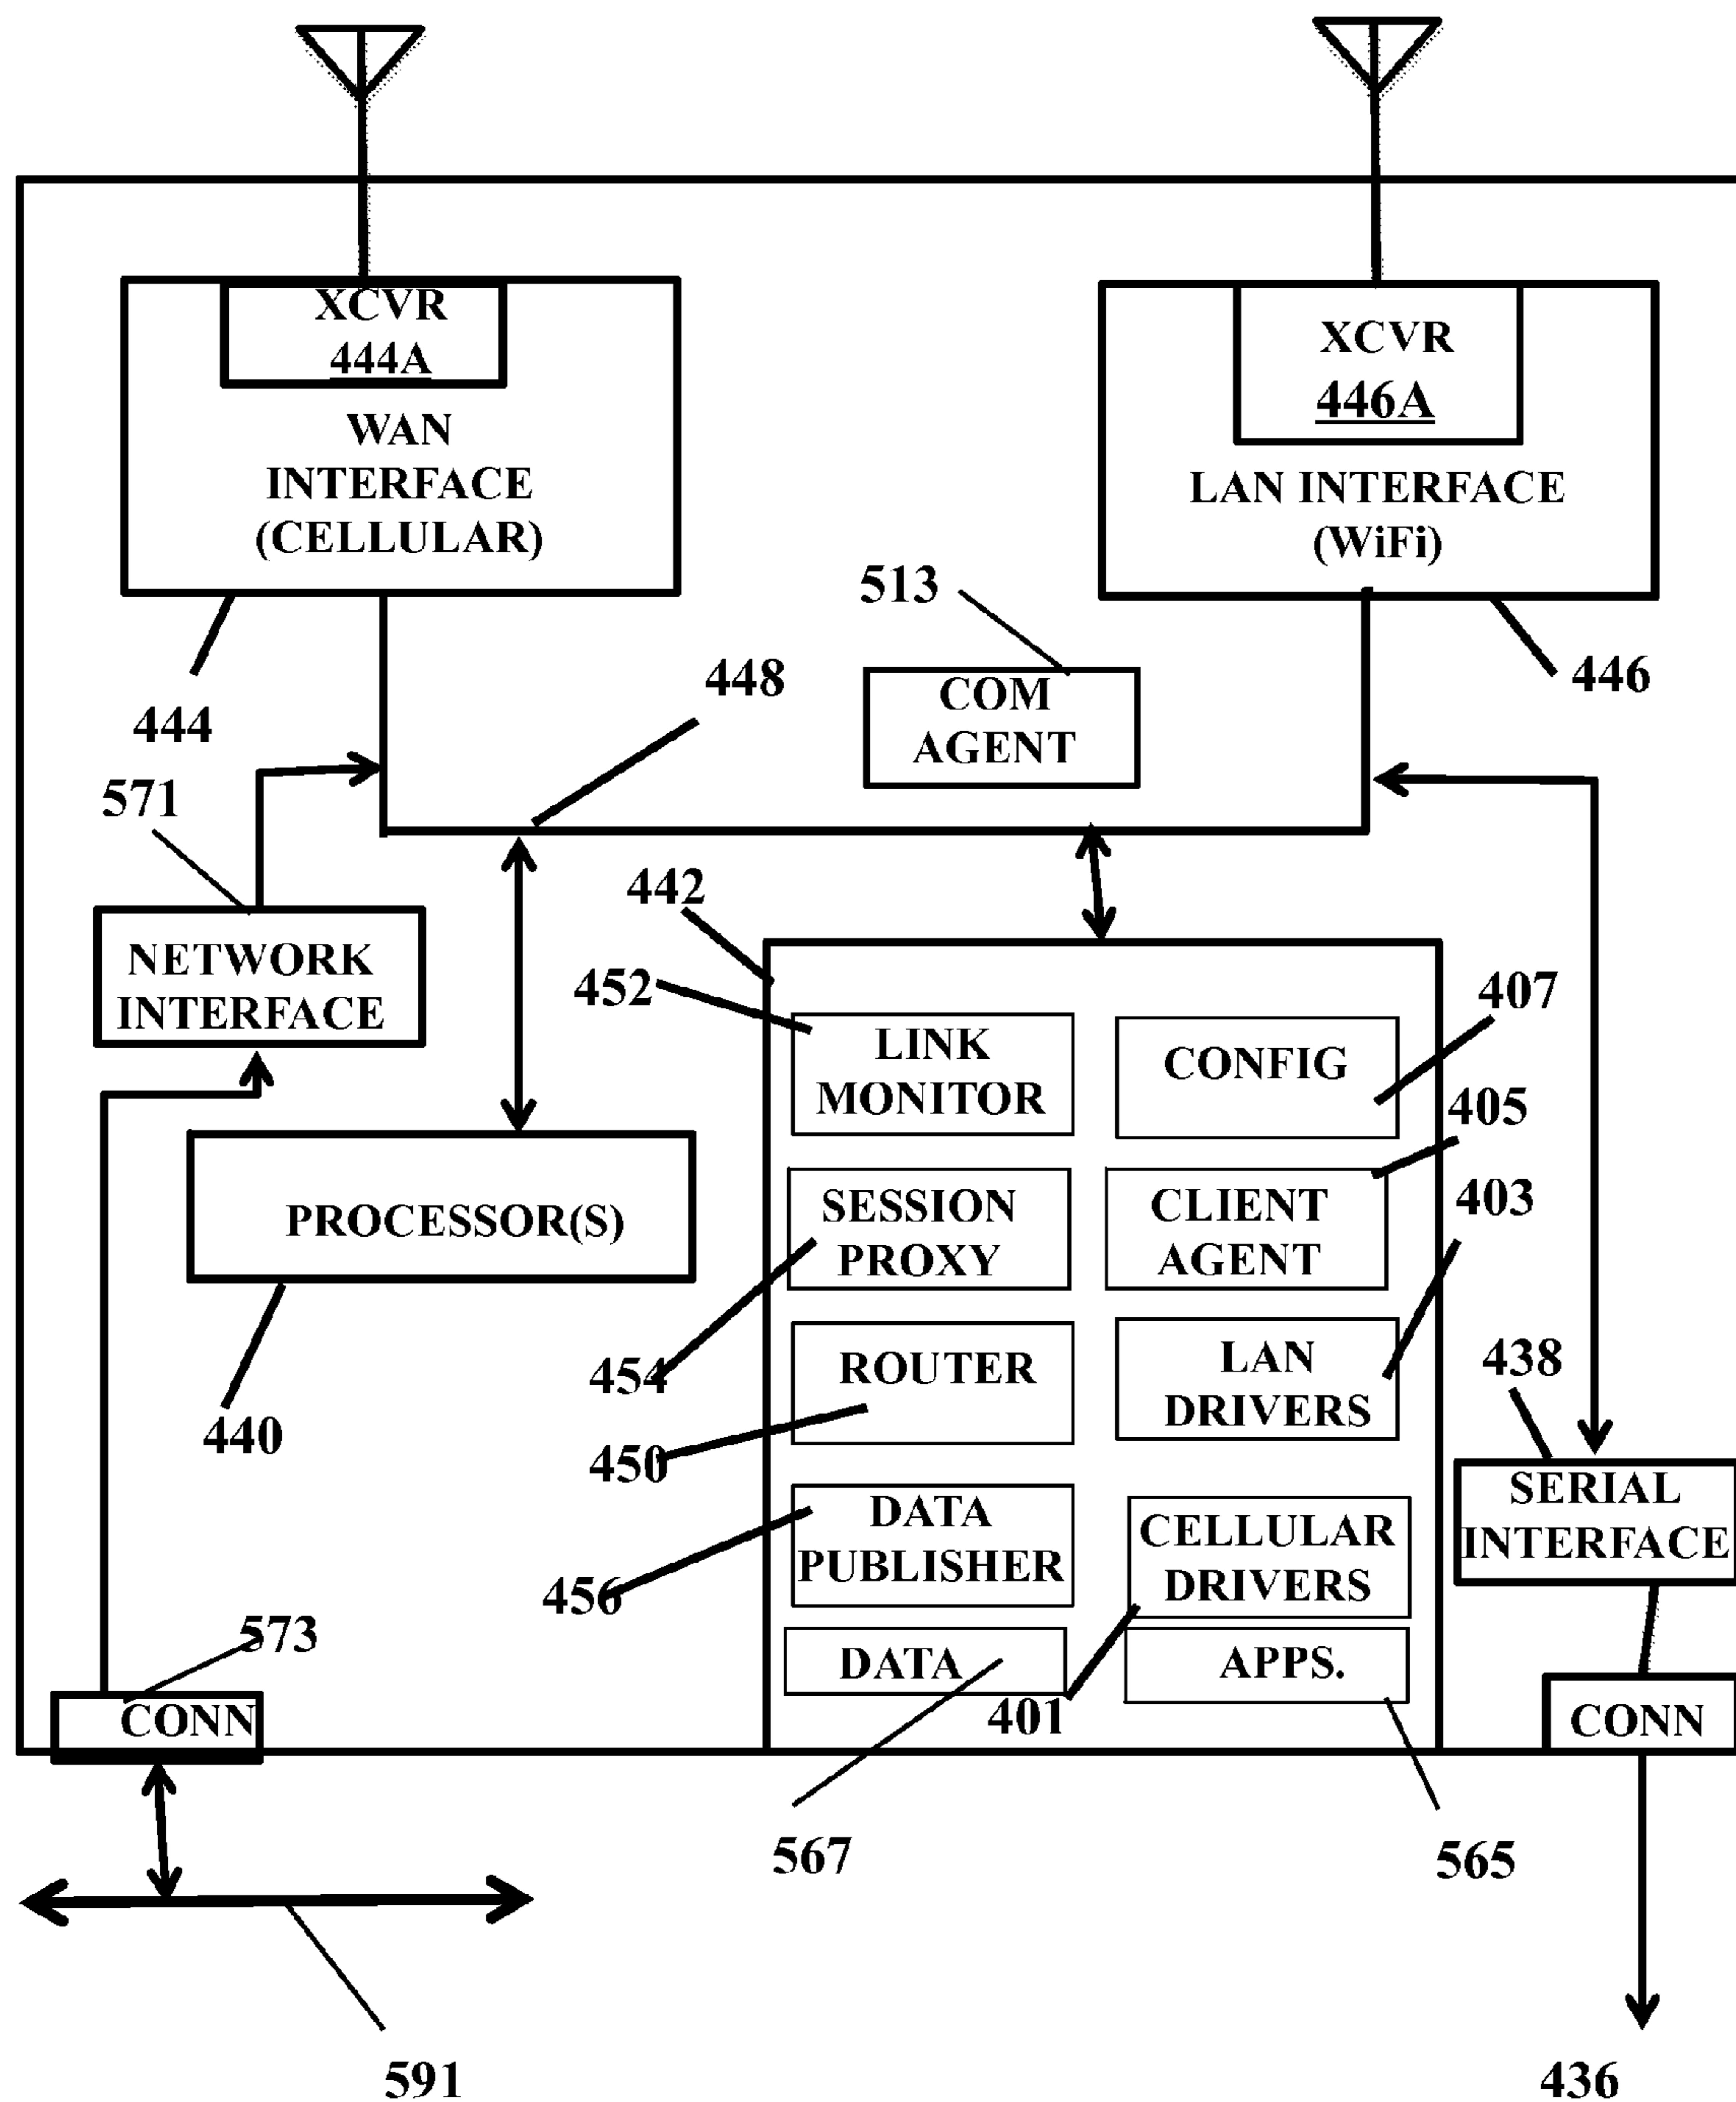 XCVR
444A
WAN
INTERFACE
(CELLULAR)
XCVR
446A
LAN INTERFACE
(WiFi)
513
448
446
COM
AGENT
444
571
442
NETWORK
INTERFACE
452
407
LINK
MONITOR
CONFIG
405
SESSION
PROXY
CLIENT
AGENT
403
PROCESSOR(S)
454
ROUTER
LAN
DRIVERS
438
440
450
SERIAL
INTERFACE
DATA
PUBLISHER
CELLULAR
DRIVERS
456
573
DATA
APPS.
401
CONN
CONN
567
565
591
436